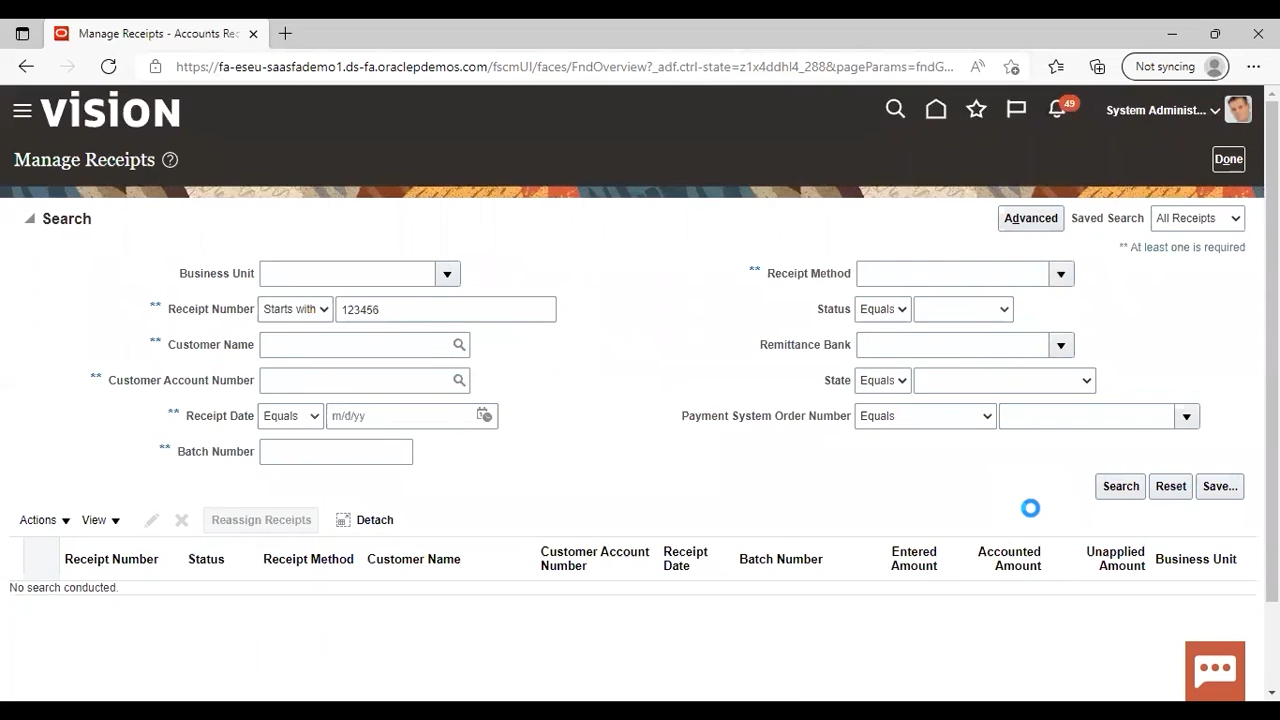 Manage Receipts - Accounts Rec
https://fa-eseu-saasfademo1.ds-fa.oraclepdemos.com/fscmUI/faces/FndOverview?_adf.ctrl-state=z1x4ddhl4_288&pageParams=fndG...
Not syncing
vision
49
System Administ...
Manage Receipts
Done
Search
Advanced
Saved Search
All Receipts
** At least one is required
Business Unit
** Receipt Method
** Receipt Number Starts with 123456
Status Equals
** Customer Name
Remittance Bank
** Customer Account Number
State Equals
** Receipt Date Equals m/d/yy
Payment System Order Number Equals
** Batch Number
Search Reset Save...
Actions View Reassign Receipts Detach
Receipt Number Status Receipt Method Customer Name Customer Account Number Receipt Date Batch Number Entered Amount Accounted Amount Unapplied Amount Business Unit
No search conducted.